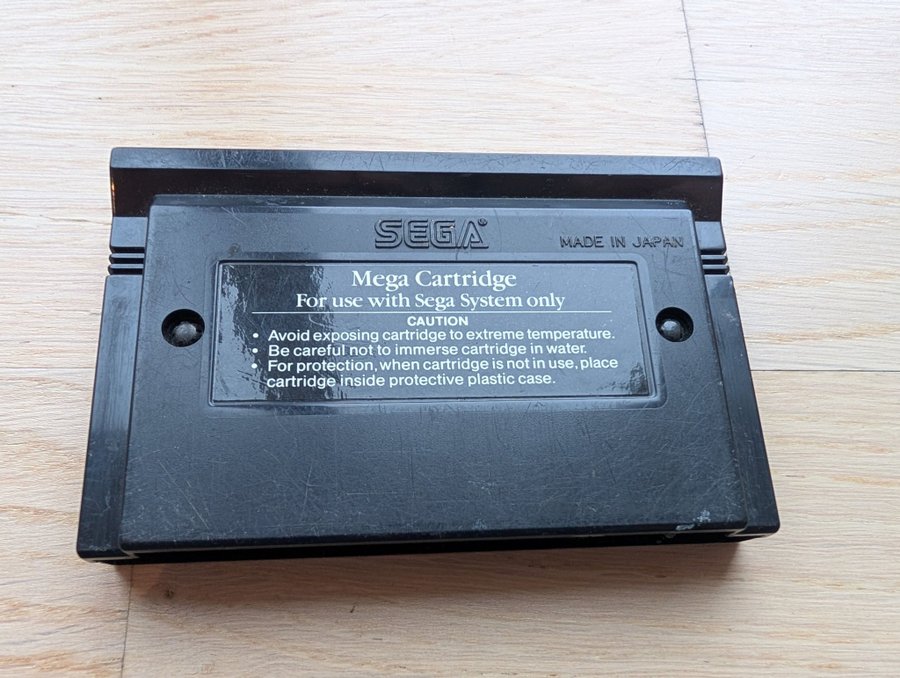 SEGA®
MADE IN JAPAN
Mega Cartridge
For use with Sega System only
CAUTION
• Avoid exposing cartridge to extreme temperature.
• Be careful not to immerse cartridge in water.
• For protection, when cartridge is not in use, place
cartridge inside protective plastic case.